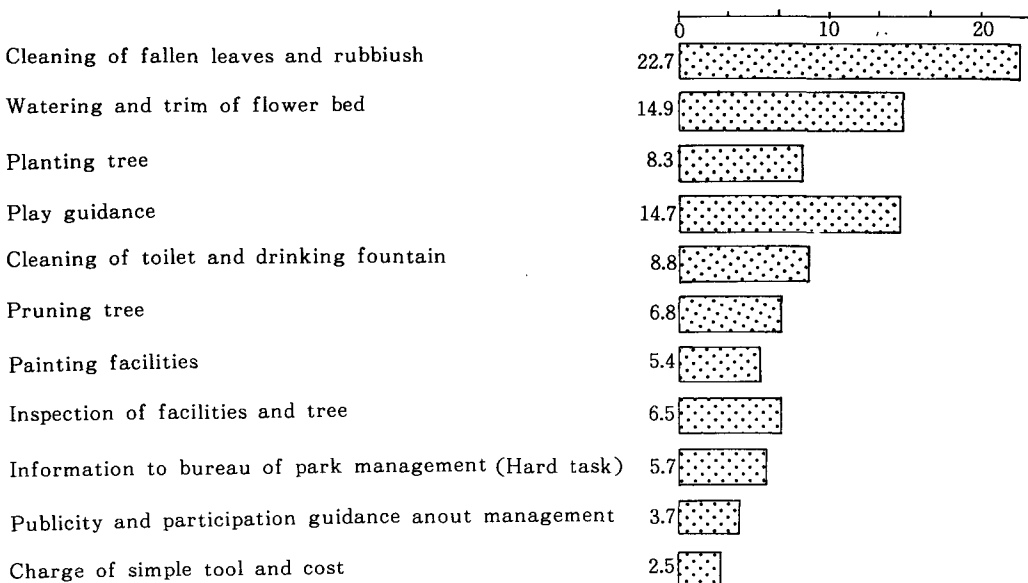 0 10 20
Cleaning of fallen leaves and rubbiush 22.7
Watering and trim of flower bed 14.9
Planting tree 8.3
Play guidance 14.7
Cleaning of toilet and drinking fountain 8.8
Pruning tree 6.8
Painting facilities 5.4
Inspection of facilities and tree 6.5
Information to bureau of park management (Hard task) 5.7
Publicity and participation guidance anout management 3.7
Charge of simple tool and cost 2.5